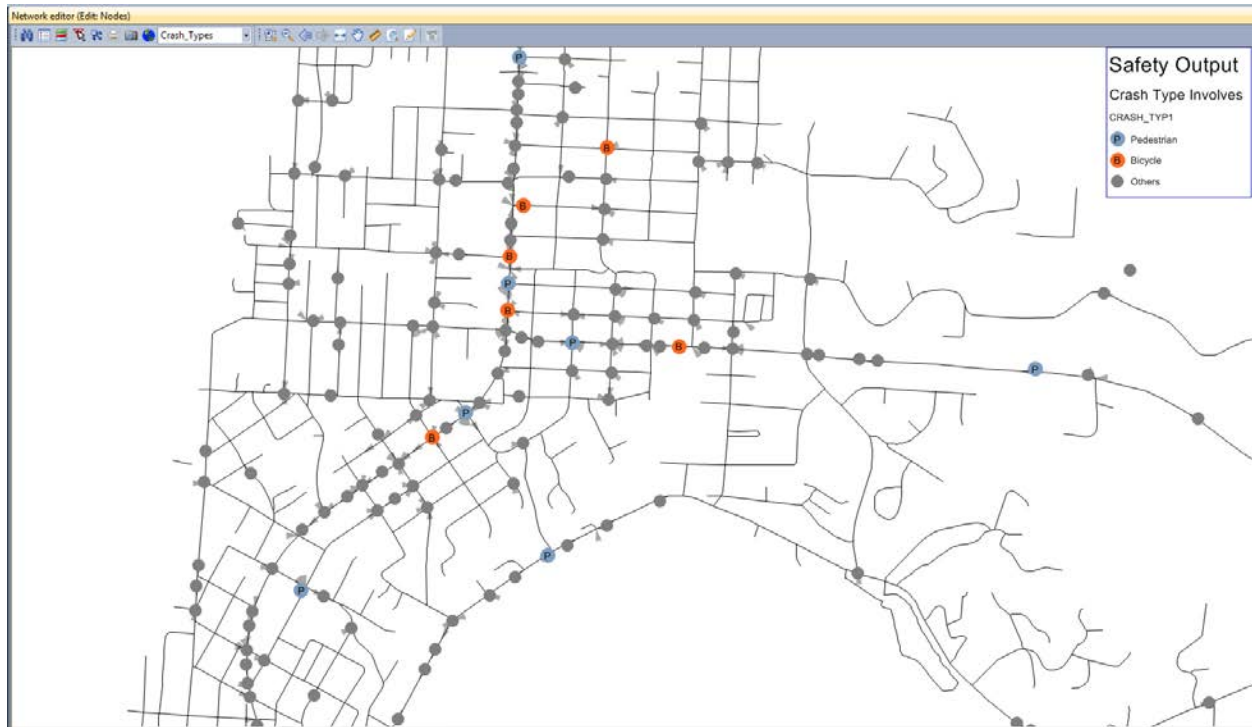 Network editor (Edit: Nodes)
Crash_Types
Safety Output
Crash Type Involves
CRASH_TYP1
P Pedestrian
B Bicycle
Others
P
B
B
B
P
B
P
B
P
P
B
P
P